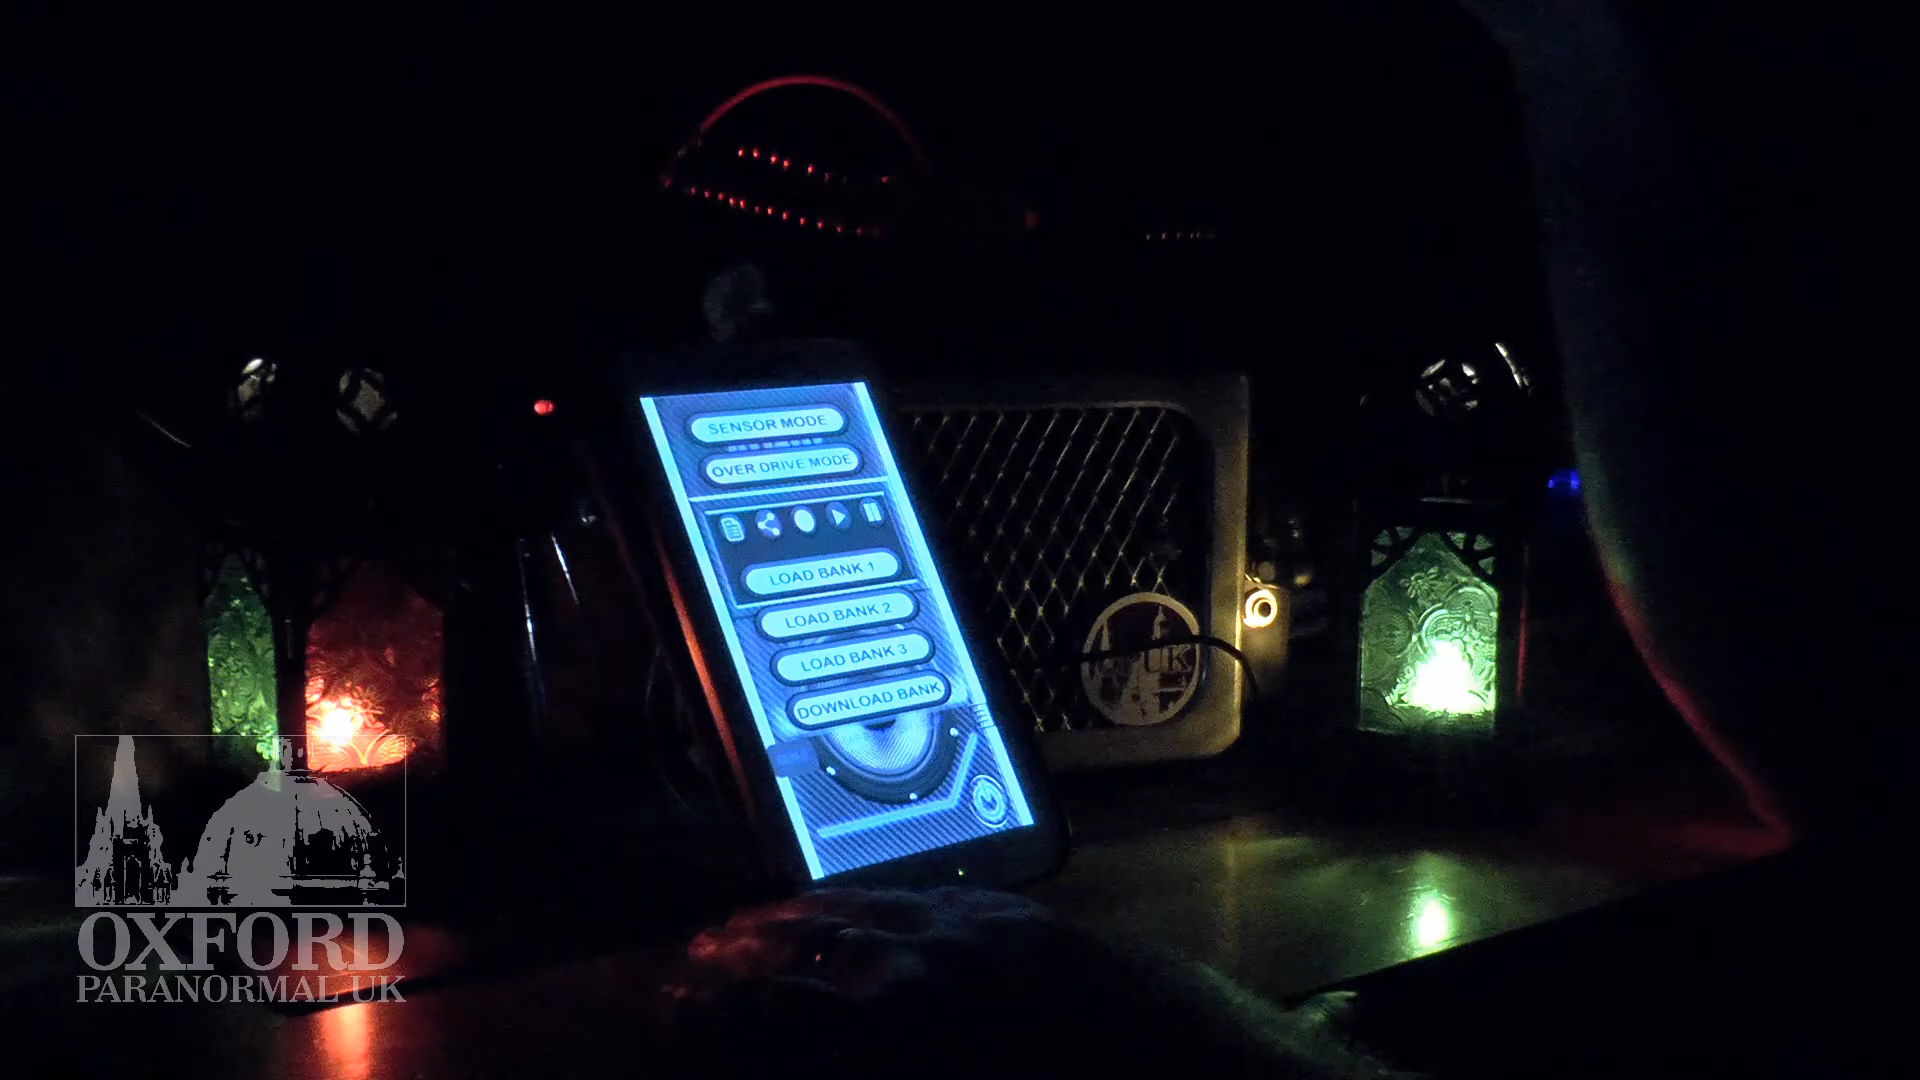 SENSOR MODE
OVER DRIVE MODE
LOAD BANK 1
LOAD BANK 2
LOAD BANK 3
DOWNLOAD BANK
UK
OXFORD
PARANORMAL UK